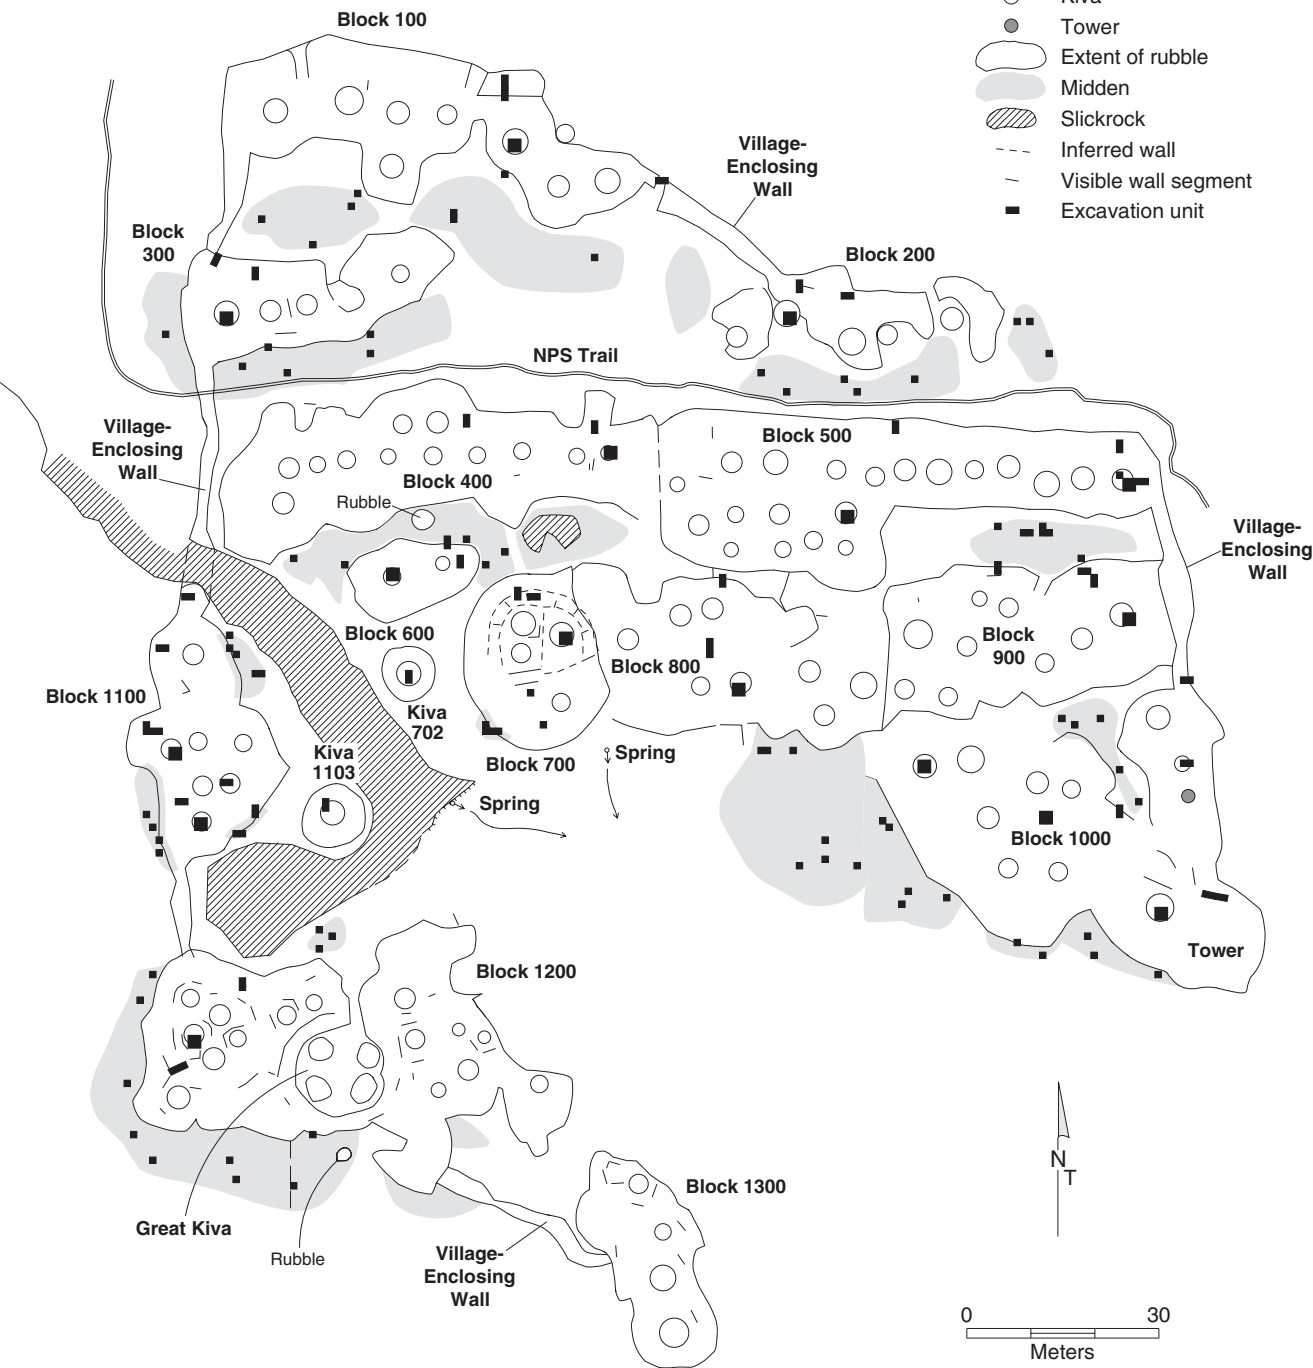 Kiva
Tower
Extent of rubble
Midden
Slickrock
Inferred wall
Visible wall segment
Excavation unit
Block 100
Village-
Enclosing
Wall
Block
300
Block 200
NPS Trail
Village-
Enclosing
Wall
Block 500
Block 400
Rubble
Village-
Enclosing
Wall
Block 600
Block
900
Block 800
Block 1100
Kiva
702
Kiva
1103
Block 700
Spring
Spring
Block 1000
Tower
Block 1200
Block 1300
Great Kiva
Rubble
Village-
Enclosing
Wall
N
T
0 30
Meters